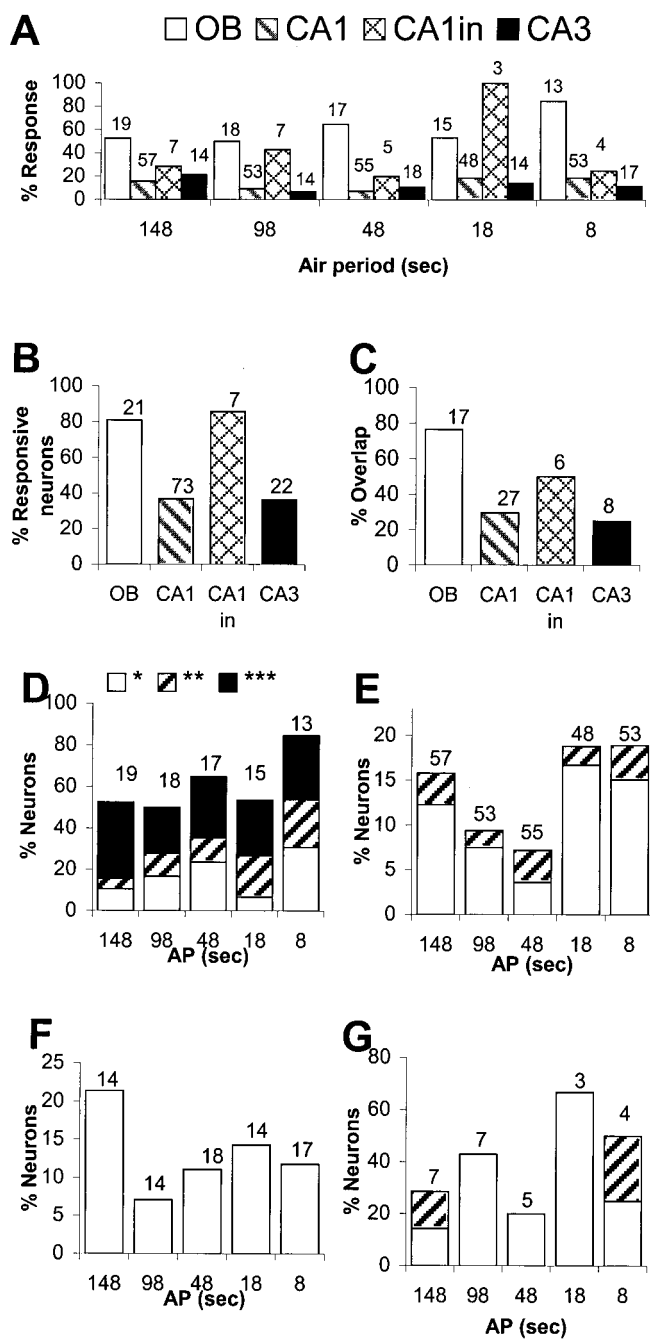 A
OB CA1 CA1in CA3
% Response
100
80
60
40
20
0
19 57 7 14
18 53 7 14
17 55 5 18
15 48 3 14
13 53 4 17
148 98 48 18 8
Air period (sec)
B
% Responsive neurons
100
80
60
40
20
0
21 73 7 22
OB CA1 CA1 CA3
in
C
% Overlap
100
80
60
40
20
0
17 27 6 8
OB CA1 CA1 CA3
in
D
* ** ***
% Neurons
100
80
60
40
20
0
19 18 17 15 13
148 98 48 18 8
AP (sec)
E
% Neurons
20
15
10
5
0
57 53 55 48 53
148 98 48 18 8
AP (sec)
F
% Neurons
25
20
15
10
5
0
14 14 18 14 17
148 98 48 18 8
AP (sec)
G
% Neurons
80
60
40
20
0
7 7 5 3 4
148 98 48 18 8
AP (sec)